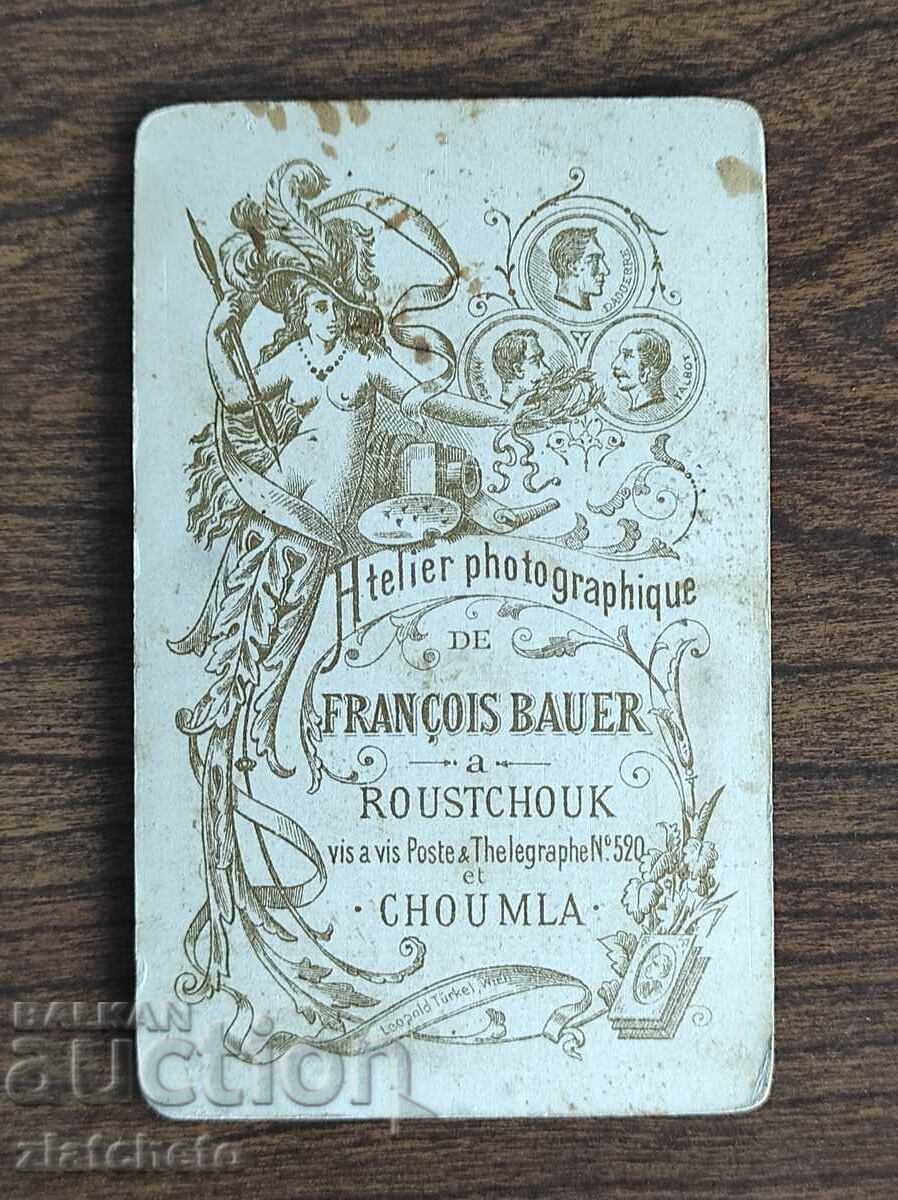 DAGUERRE
TALBOT
Atelier photographique
DE
FRANÇOIS BAUER
a
ROUSTCHOUK
vis a vis Poste & Thelegraphe No 520
et
· CHOUMLA ·
Leopold Türkel, Wien
BALKAN
auction
zlatcheto